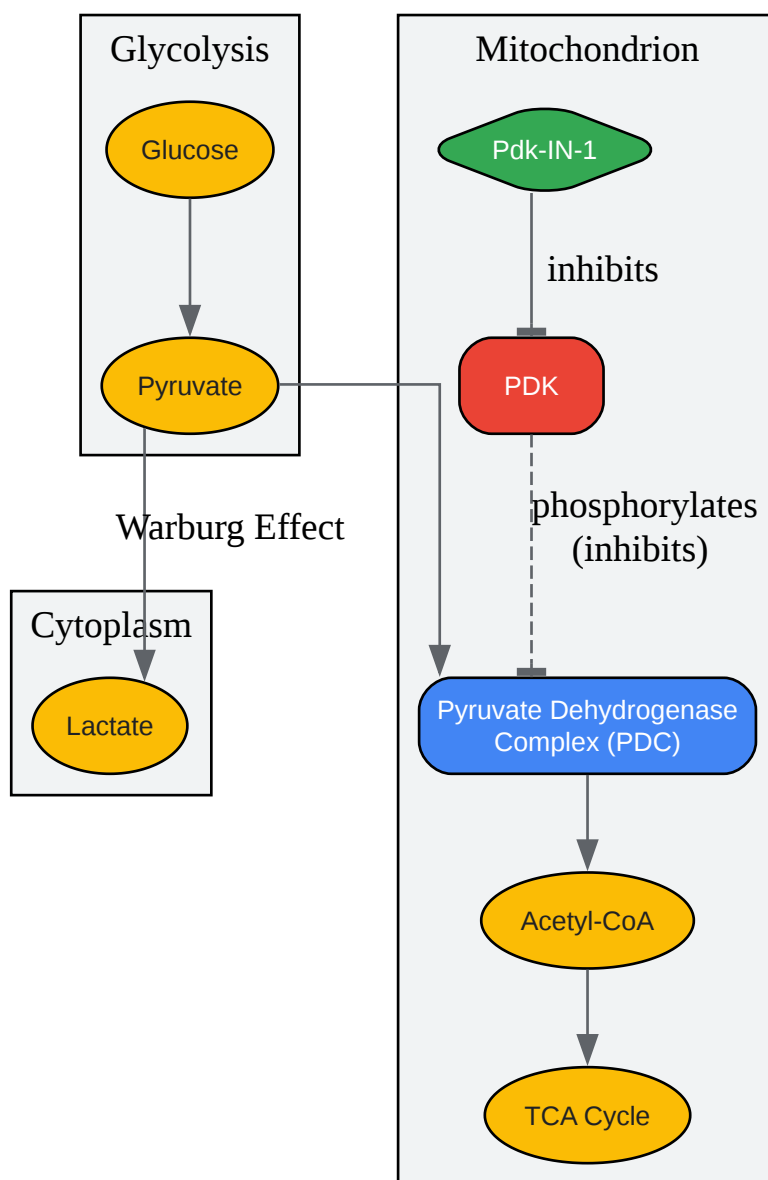 Glycolysis
Glucose
Pyruvate
Warburg Effect
Cytoplasm
Lactate
Mitochondrion
Pdk-IN-1
inhibits
PDK
phosphorylates
(inhibits)
Pyruvate Dehydrogenase
Complex (PDC)
Acetyl-CoA
TCA Cycle